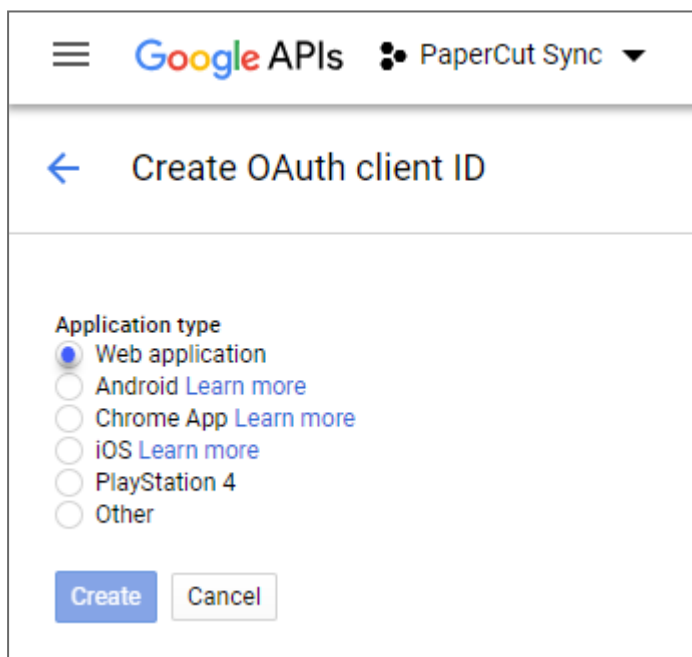 Google APIs PaperCut Sync
Create OAuth client ID
Application type
Web application
Android Learn more
Chrome App Learn more
iOS Learn more
PlayStation 4
Other
Create Cancel